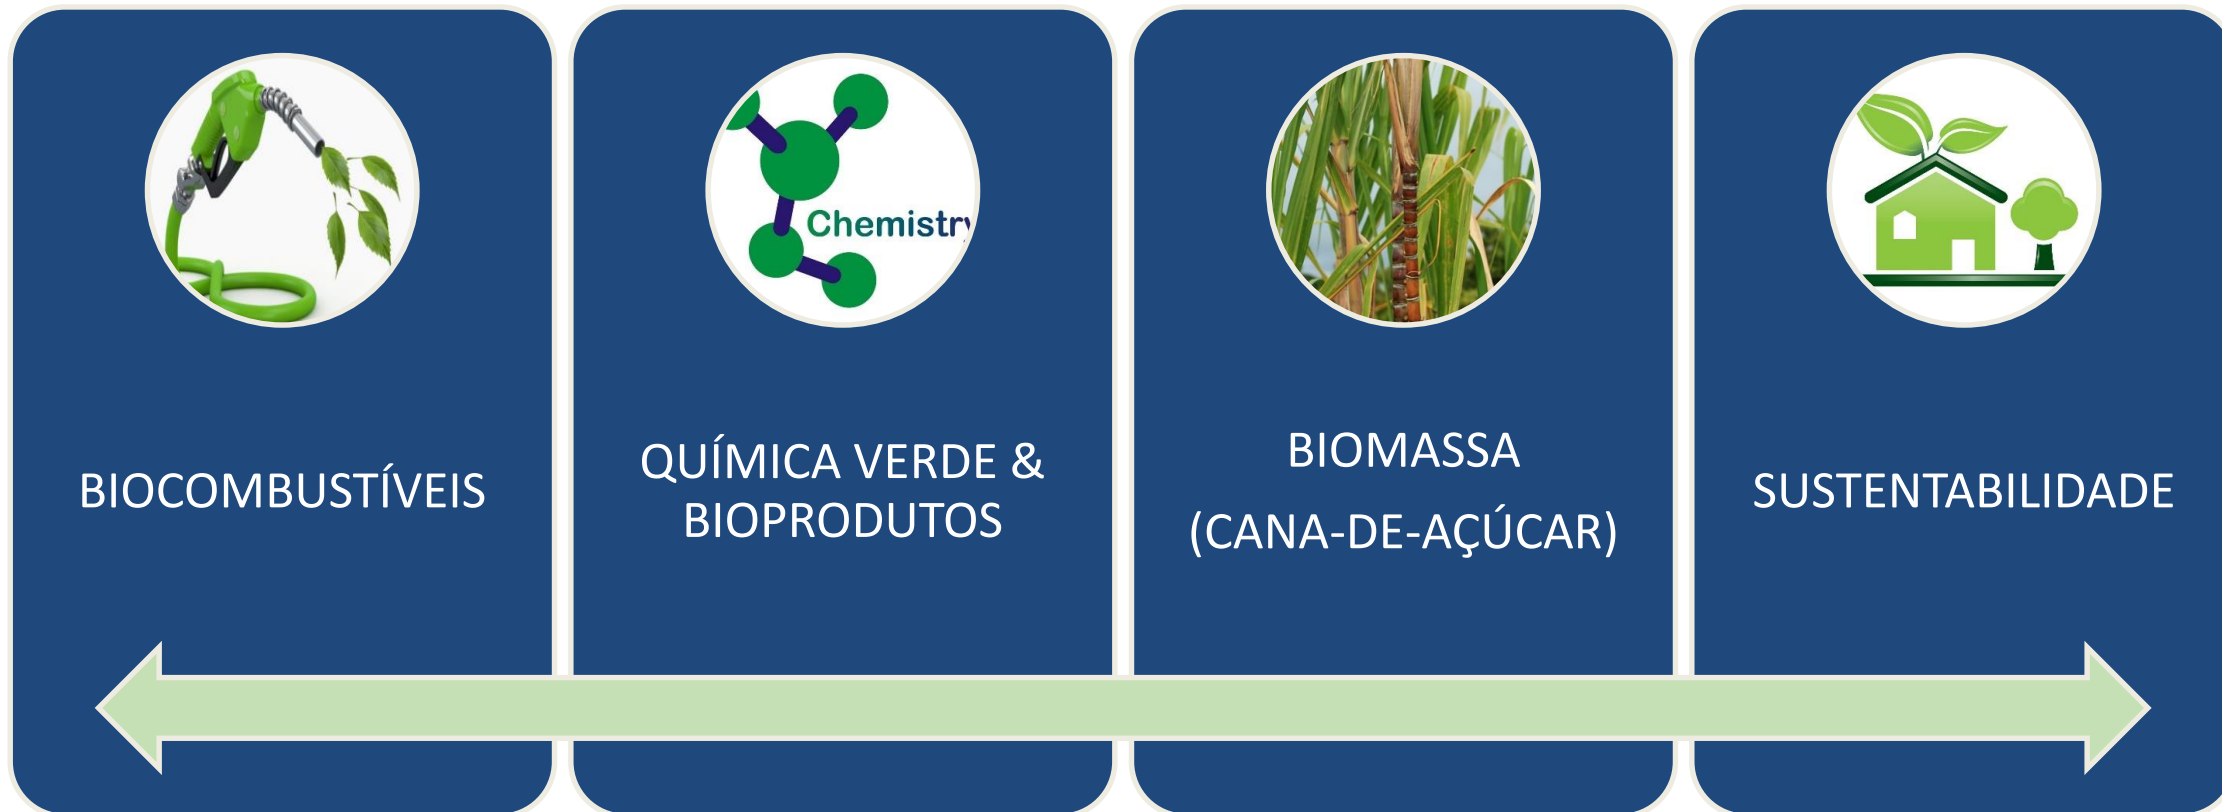 Chemistry
BIOCOMBUSTÍVEIS
QUÍMICA VERDE &
BIOPRODUTOS
BIOMASSA
(CANA-DE-AÇÚCAR)
SUSTENTABILIDADE